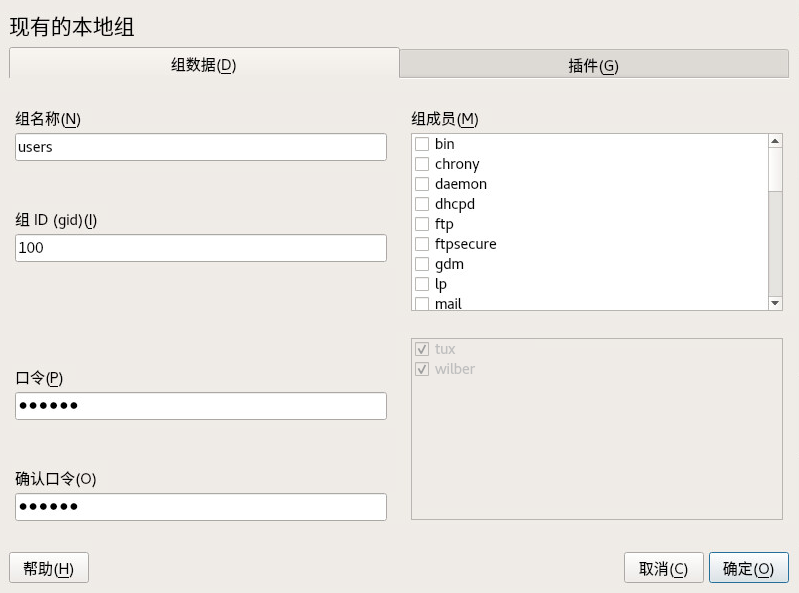 现有的本地组
组数据(D)
插件(G)
组名称(N)
users
组 ID (gid)(I)
100
口令(P)
●●●●●●
确认口令(O)
●●●●●●
组成员(M)
bin
chrony
daemon
dhcpd
ftp
ftpsecure
gdm
lp
mail
tux
wilber
帮助(H)
取消(C)
确定(O)